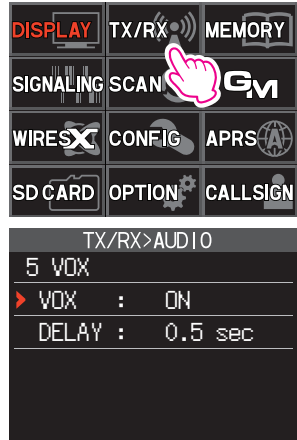 DISPLAY TX/RX MEMORY
SIGNALING SCAN GM
WIRESX CONFIG APRS
SD CARD OPTION CALLSIGN
TX/RX>AUDIO
5 VOX
VOX : ON
DELAY : 0.5 sec